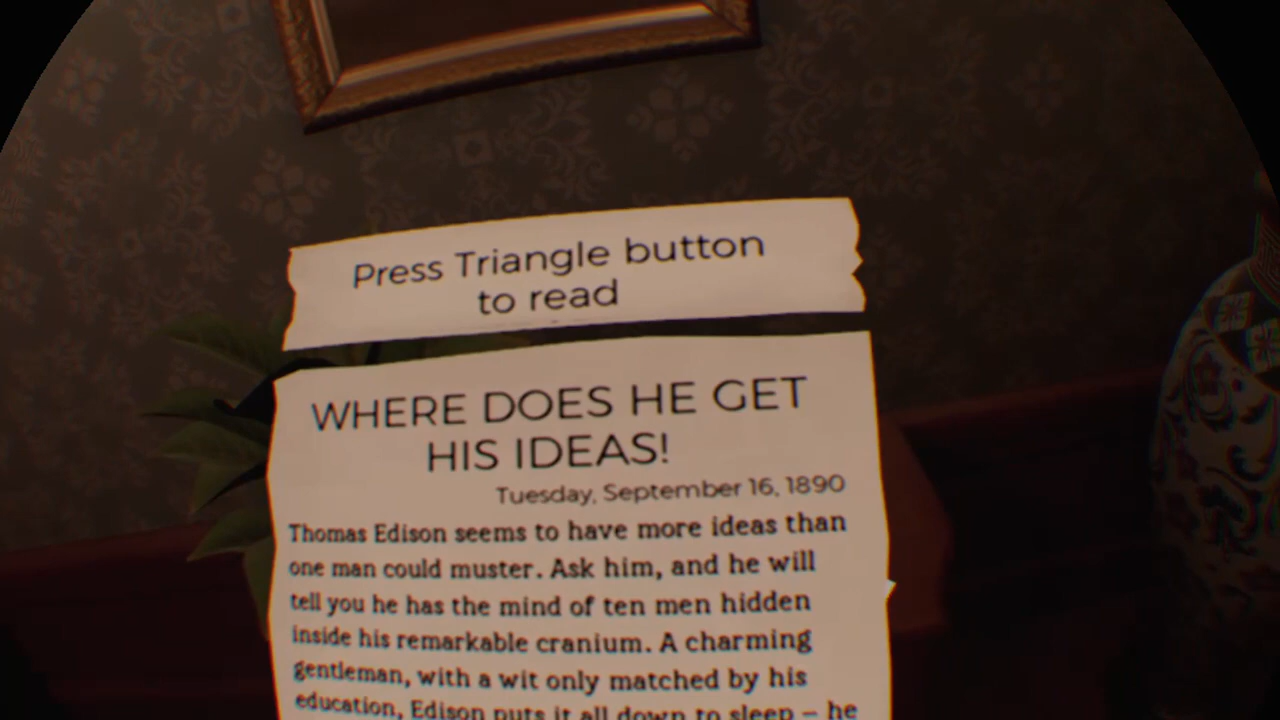 Press Triangle button
to read
WHERE DOES HE GET
HIS IDEAS!
Tuesday, September 16, 1890
Thomas Edison seems to have more ideas than
one man could muster. Ask him, and he will
tell you he has the mind of ten men hidden
inside his remarkable cranium. A charming
gentleman, with a wit only matched by his
education, Edison puts it all down to sleep – he